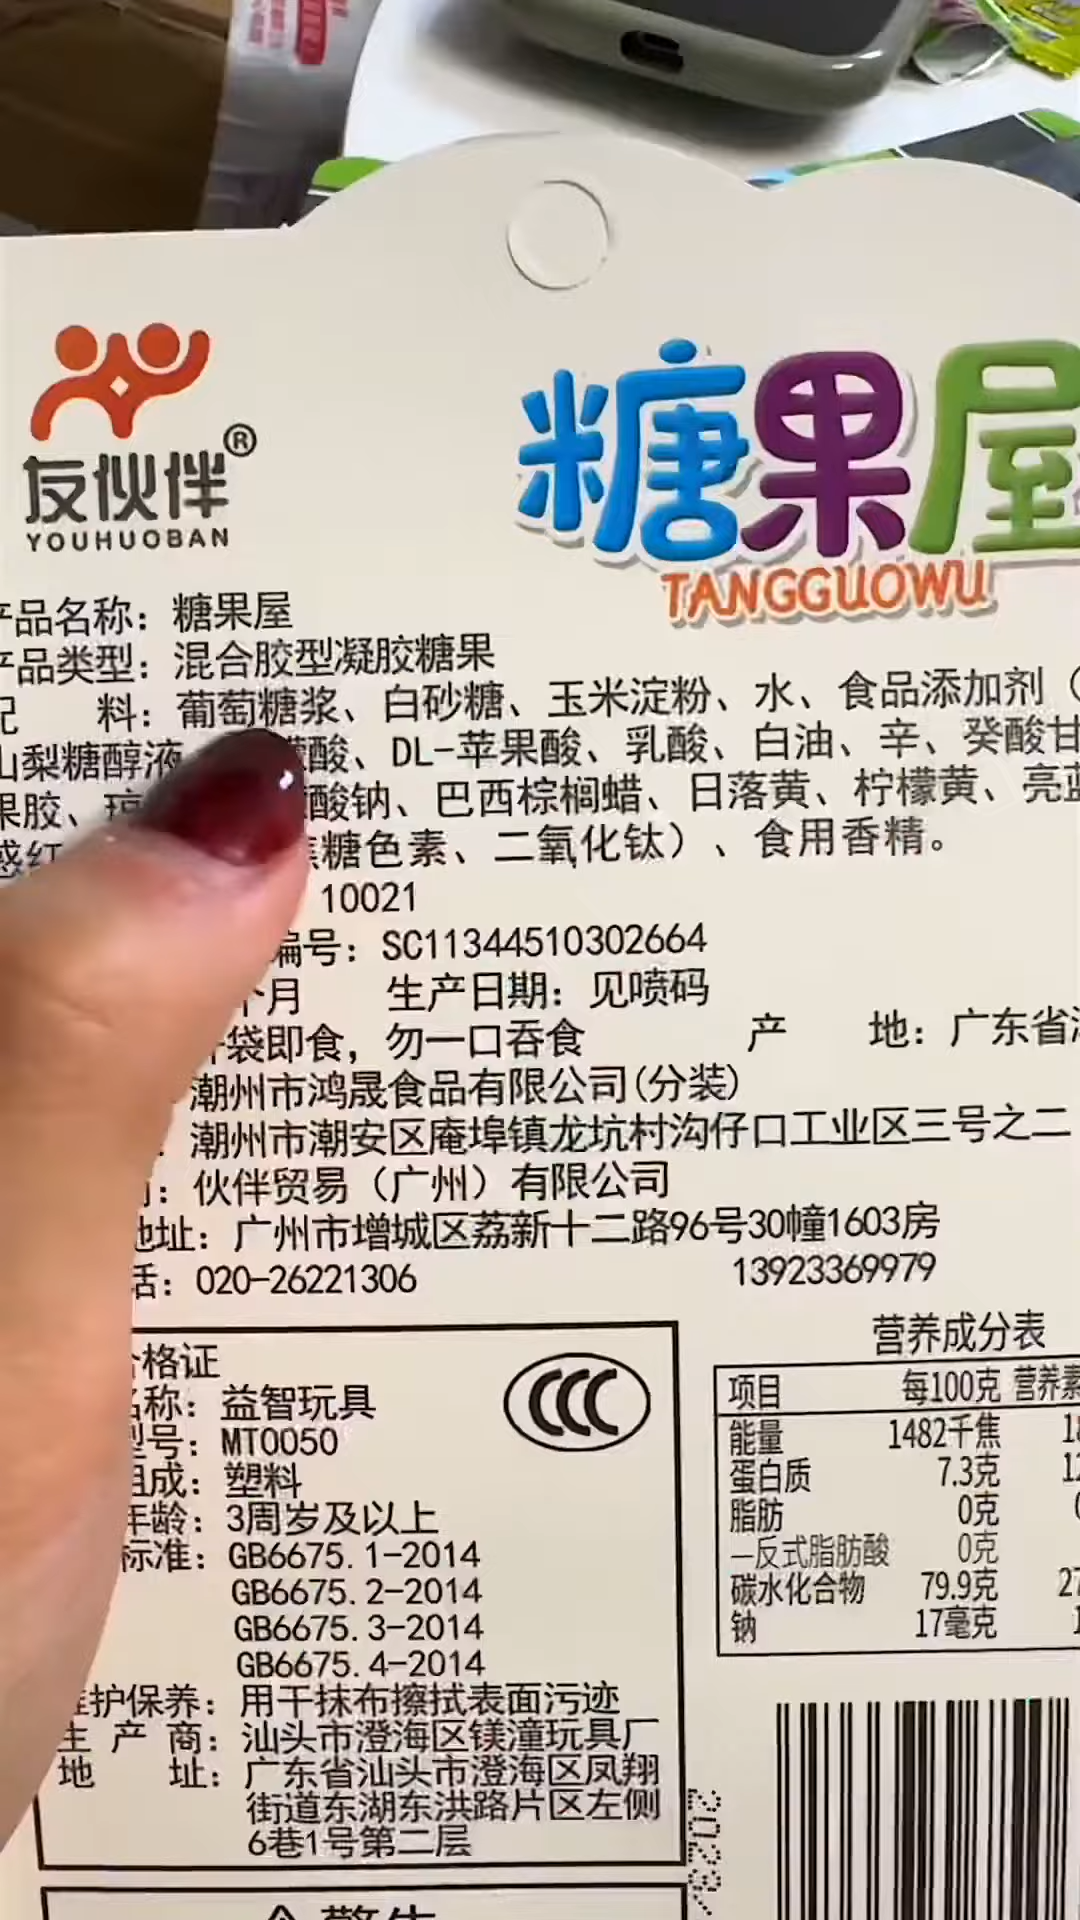 友伙伴®
YOUHUOBAN
糖果屋
TANGGUOWU
产品名称：糖果屋
产品类型：混合胶型凝胶糖果
配 料：葡萄糖浆、白砂糖、玉米淀粉、水、食品添加剂（
山梨糖醇液 酸、DL-苹果酸、乳酸、白油、辛、癸酸甘
果胶、 酸钠、巴西棕榈蜡、日落黄、柠檬黄、亮蓝
惑红 糖色素、二氧化钛）、食用香精。
10021
编号：SC11344510302664
个月 生产日期：见喷码
袋即食，勿一口吞食 产 地：广东省
潮州市鸿晟食品有限公司(分装)
潮州市潮安区庵埠镇龙坑村沟仔口工业区三号之二
：伙伴贸易（广州）有限公司
地址：广州市增城区荔新十二路96号30幢1603房
话：020-26221306 13923369979
合格证
名称：益智玩具
型号：MT0050
组成：塑料
年龄：3周岁及以上
标准：GB6675.1-2014
GB6675.2-2014
GB6675.3-2014
GB6675.4-2014
维护保养：用干抹布擦拭表面污迹
生产商：汕头市澄海区镁潼玩具厂
地 址：广东省汕头市澄海区凤翔
街道东湖东洪路片区左侧
6巷1号第二层
营养成分表
项目 每100克 营养素
能量 1482千焦
蛋白质 7.3克
脂肪 0克
—反式脂肪酸 0克
碳水化合物 79.9克 27
钠 17毫克
2023
警告